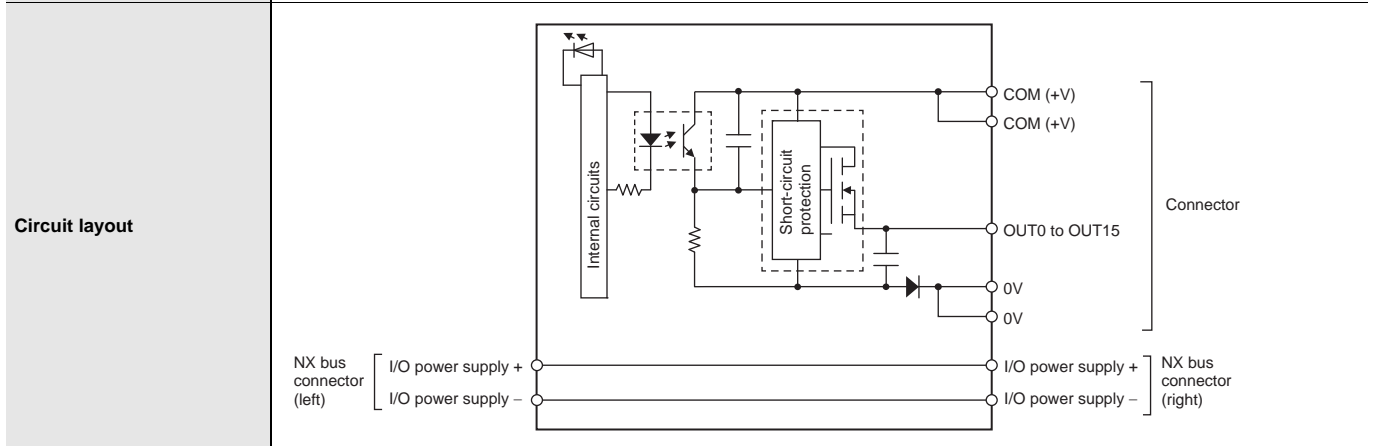 Circuit layout
Internal circuits
Short-circuit
protection
COM (+V)
COM (+V)
OUT0 to OUT15
0V
0V
Connector
NX bus
connector
(left)
I/O power supply +
I/O power supply −
I/O power supply +
I/O power supply −
NX bus
connector
(right)